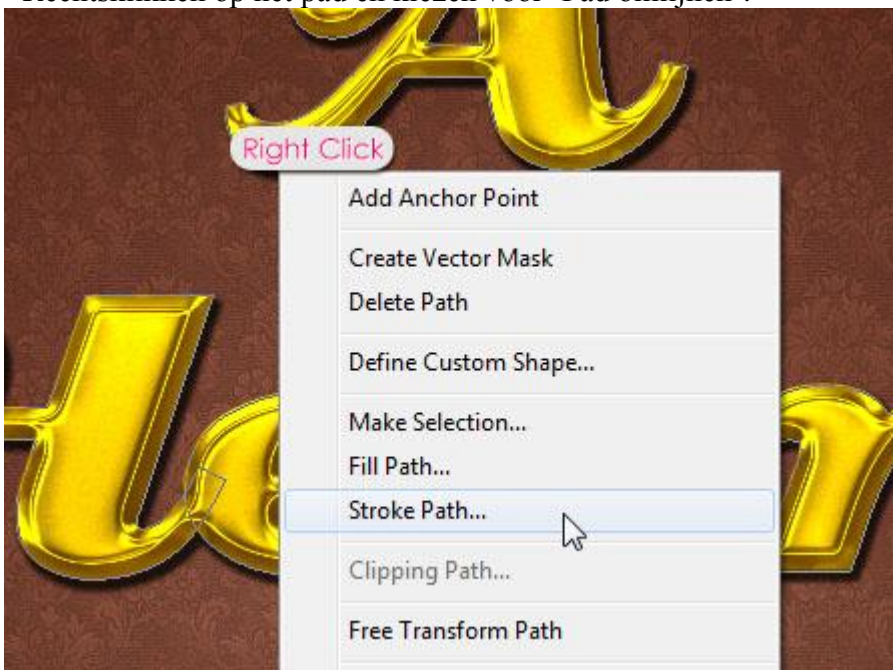 Rechtsklikken op het pad en kiezen voor 'Pad omlijnen'.
A
Right Click
Add Anchor Point
Create Vector Mask
Delete Path
Define Custom Shape...
Make Selection...
Fill Path...
Stroke Path...
Clipping Path...
Free Transform Path